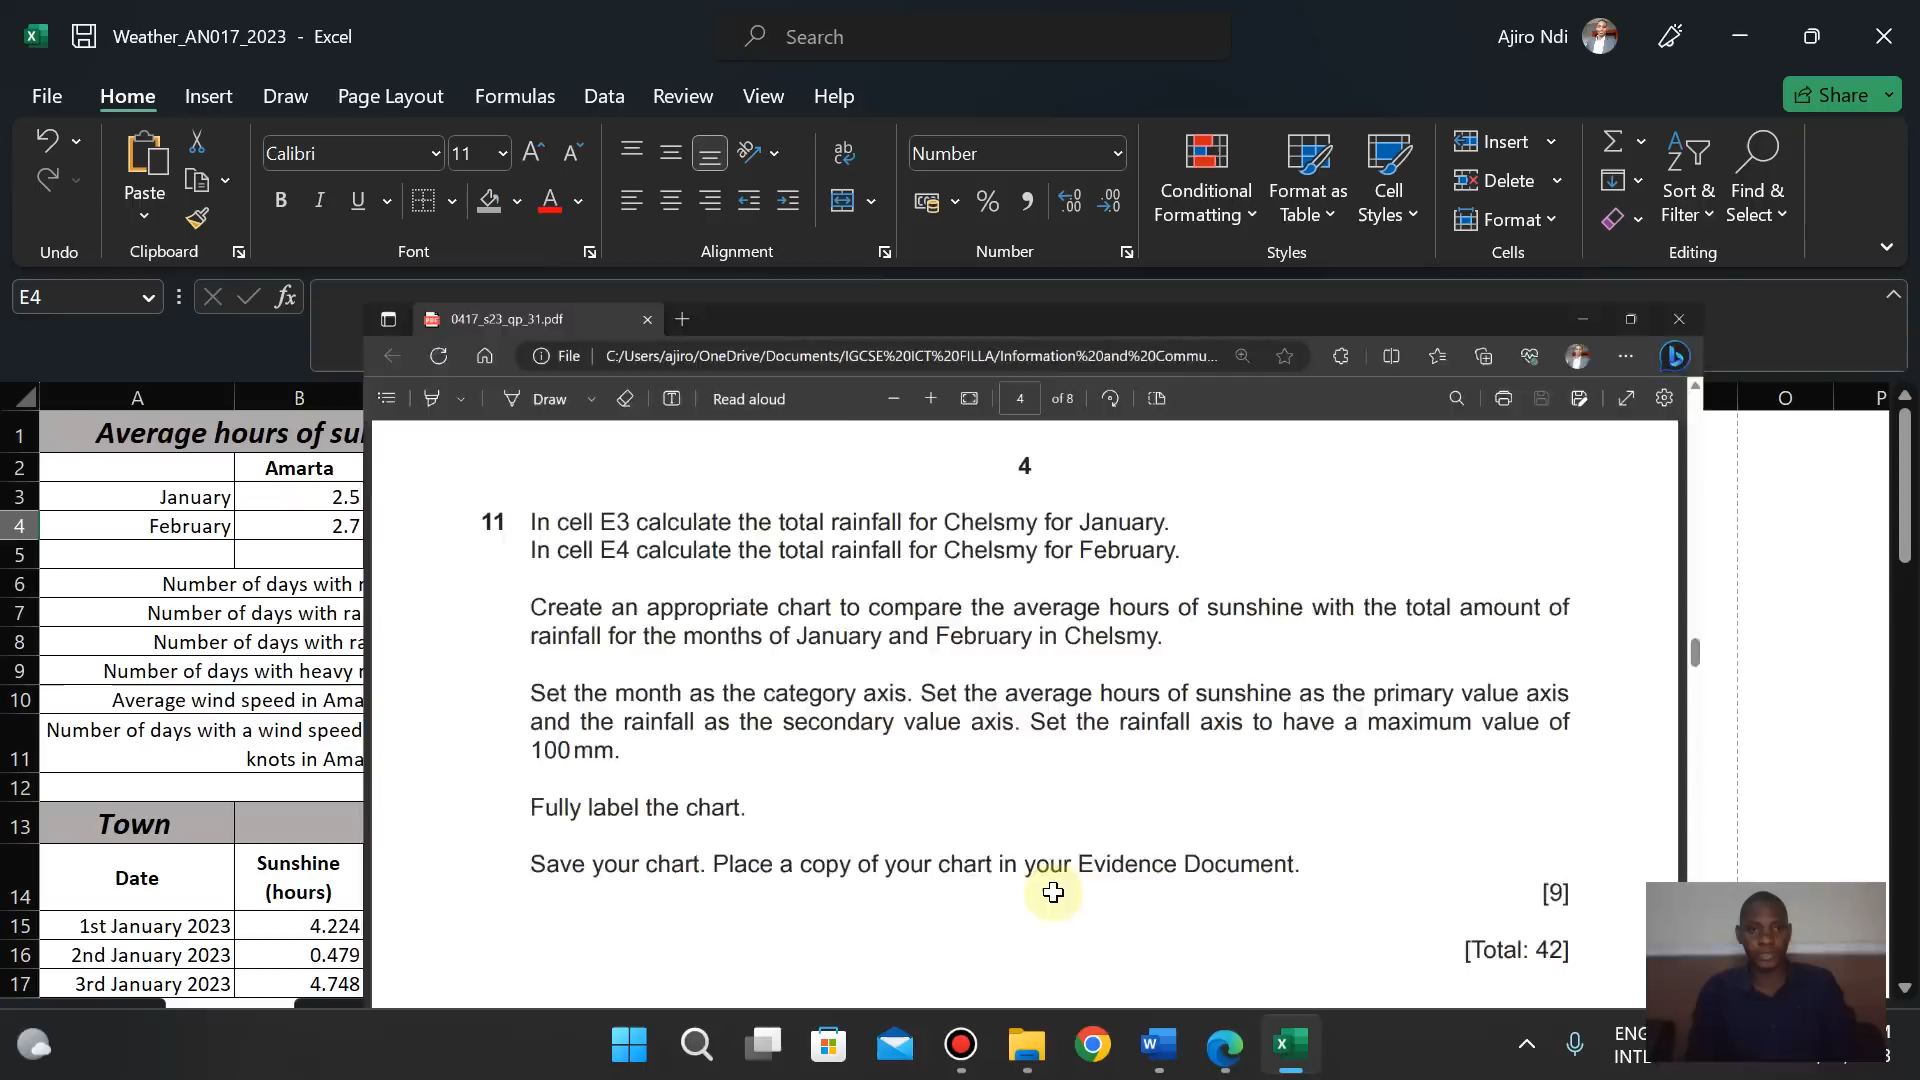 Weather_AN017_2023 - Excel
Search
Ajiro Ndi
File Home Insert Draw Page Layout Formulas Data Review View Help
Share
Paste
Calibri 11
Number
Conditional Formatting
Format as Table
Cell Styles
Insert
Delete
Format
Sort & Filter
Find & Select
Undo Clipboard Font Alignment Number Styles Cells Editing
E4
0417_s23_qp_31.pdf
File C:/Users/ajiro/OneDrive/Documents/IGCSE%20ICT%20FILLA/Information%20and%20Commu...
Draw Read aloud 4 of 8
A B O P
1 Average hours of
2 Amarta
3 January 2.5
4 February 2.7
5
6 Number of days with
7 Number of days with
8 Number of days with
9 Number of days with heavy
10 Average wind speed in
11 Number of days with a wind speed
knots in
12
13 Town
14 Date Sunshine (hours)
15 1st January 2023 4.224
16 2nd January 2023 0.479
17 3rd January 2023 4.748
4
11 In cell E3 calculate the total rainfall for Chelsmy for January.
In cell E4 calculate the total rainfall for Chelsmy for February.
Create an appropriate chart to compare the average hours of sunshine with the total amount of
rainfall for the months of January and February in Chelsmy.
Set the month as the category axis. Set the average hours of sunshine as the primary value axis
and the rainfall as the secondary value axis. Set the rainfall axis to have a maximum value of
100 mm.
Fully label the chart.
Save your chart. Place a copy of your chart in your Evidence Document.
[9]
[Total: 42]
ENG
INTL